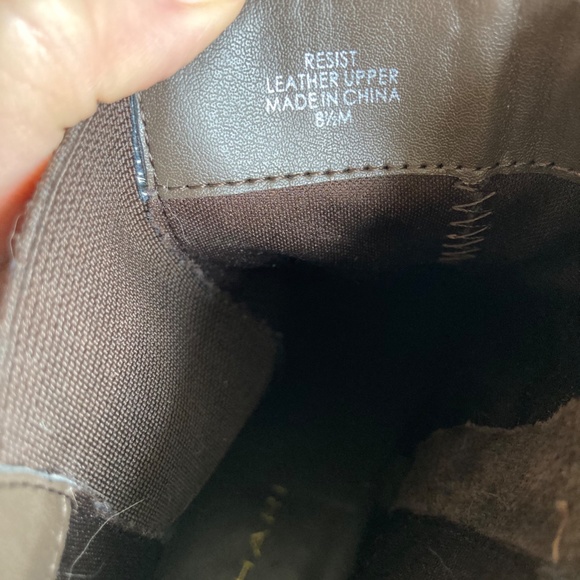 RESIST
LEATHER UPPER
MADE IN CHINA
8½M